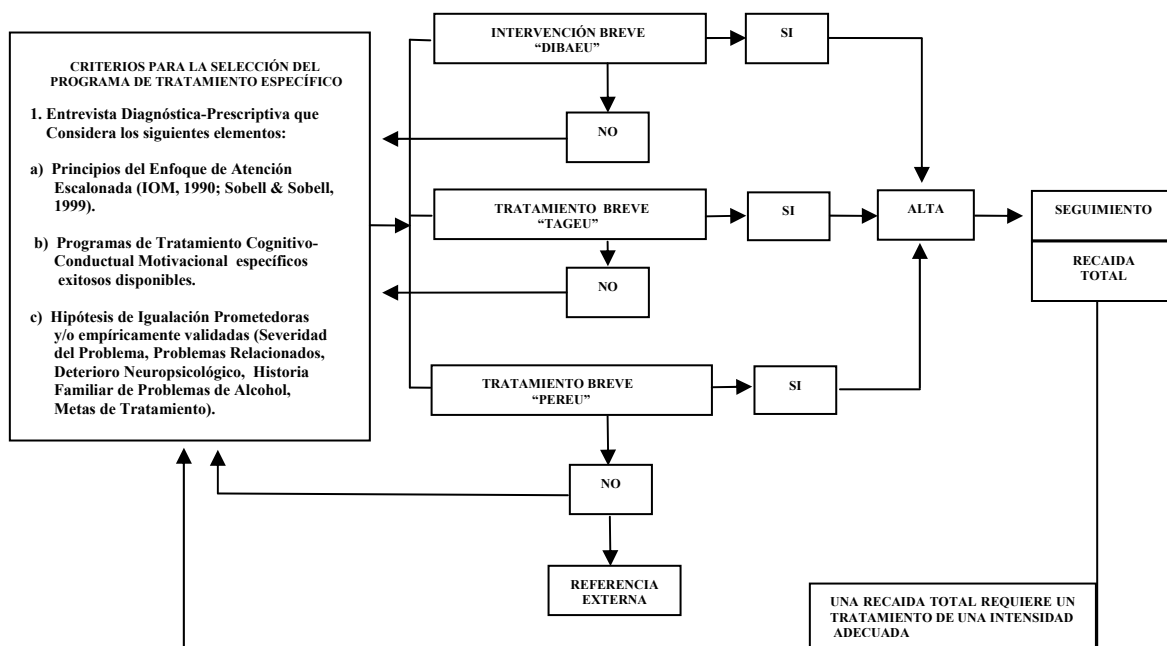 CRITERIOS PARA LA SELECCIÓN DEL
PROGRAMA DE TRATAMIENTO ESPECÍFICO
1. Entrevista Diagnóstica-Prescriptiva que
Considera los siguientes elementos:
a) Principios del Enfoque de Atención
Escalonada (IOM, 1990; Sobell & Sobell,
1999).
b) Programas de Tratamiento Cognitivo-
Conductual Motivacional específicos
exitosos disponibles.
c) Hipótesis de Igualación Prometedoras
y/o empíricamente validadas (Severidad
del Problema, Problemas Relacionados,
Deterioro Neuropsicológico, Historia
Familiar de Problemas de Alcohol,
Metas de Tratamiento).
INTERVENCIÓN BREVE
“DIBAEU”
SI
NO
TRATAMIENTO BREVE
“TAGEU”
SI
NO
TRATAMIENTO BREVE
“PEREU”
SI
NO
REFERENCIA
EXTERNA
ALTA
SEGUIMIENTO
RECAIDA
TOTAL
UNA RECAIDA TOTAL REQUIERE UN
TRATAMIENTO DE UNA INTENSIDAD
ADECUADA